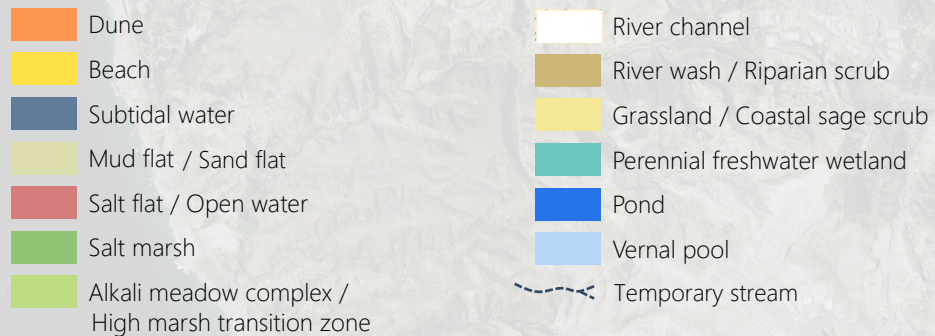 Dune
Beach
Subtidal water
Mud flat / Sand flat
Salt flat / Open water
Salt marsh
Alkali meadow complex /
High marsh transition zone
River channel
River wash / Riparian scrub
Grassland / Coastal sage scrub
Perennial freshwater wetland
Pond
Vernal pool
Temporary stream